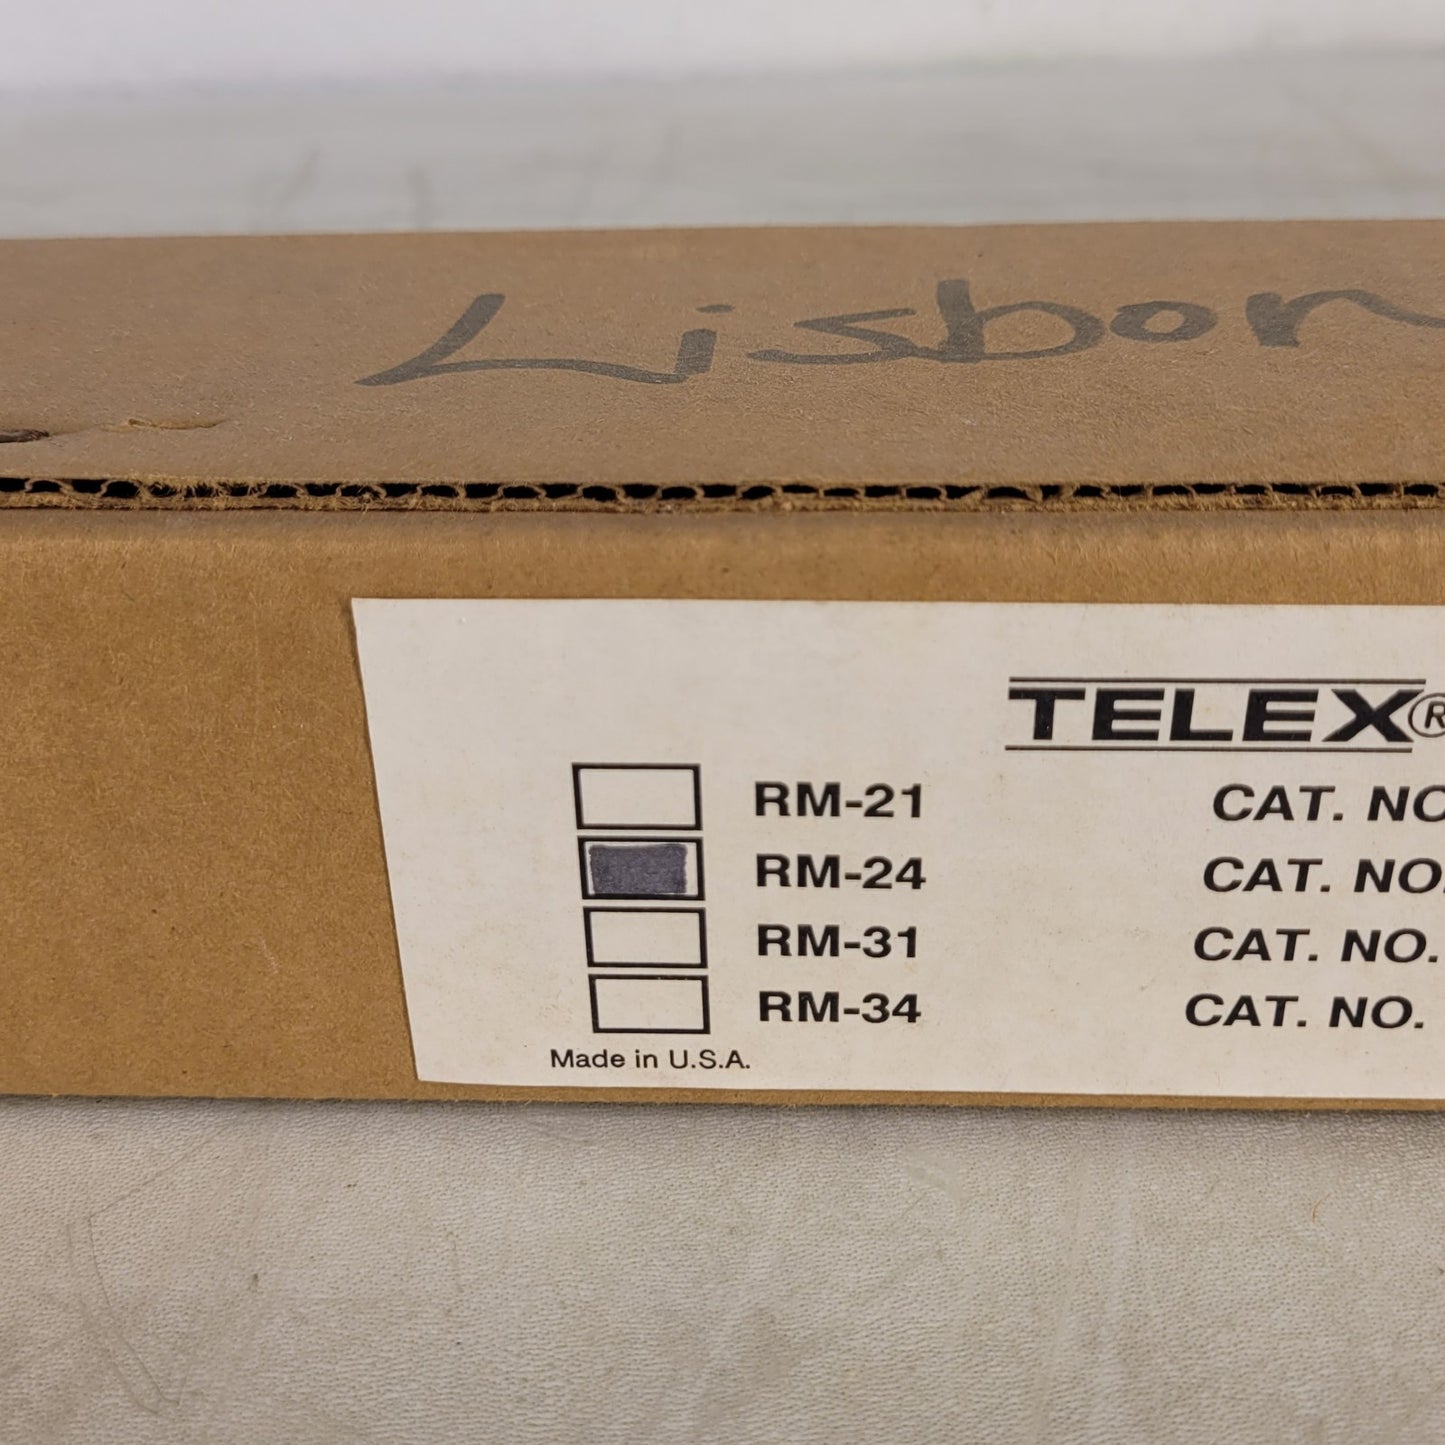 Lisbon
TELEX®
RM-21 CAT. NO.
RM-24 CAT. NO.
RM-31 CAT. NO.
RM-34 CAT. NO.
Made in U.S.A.